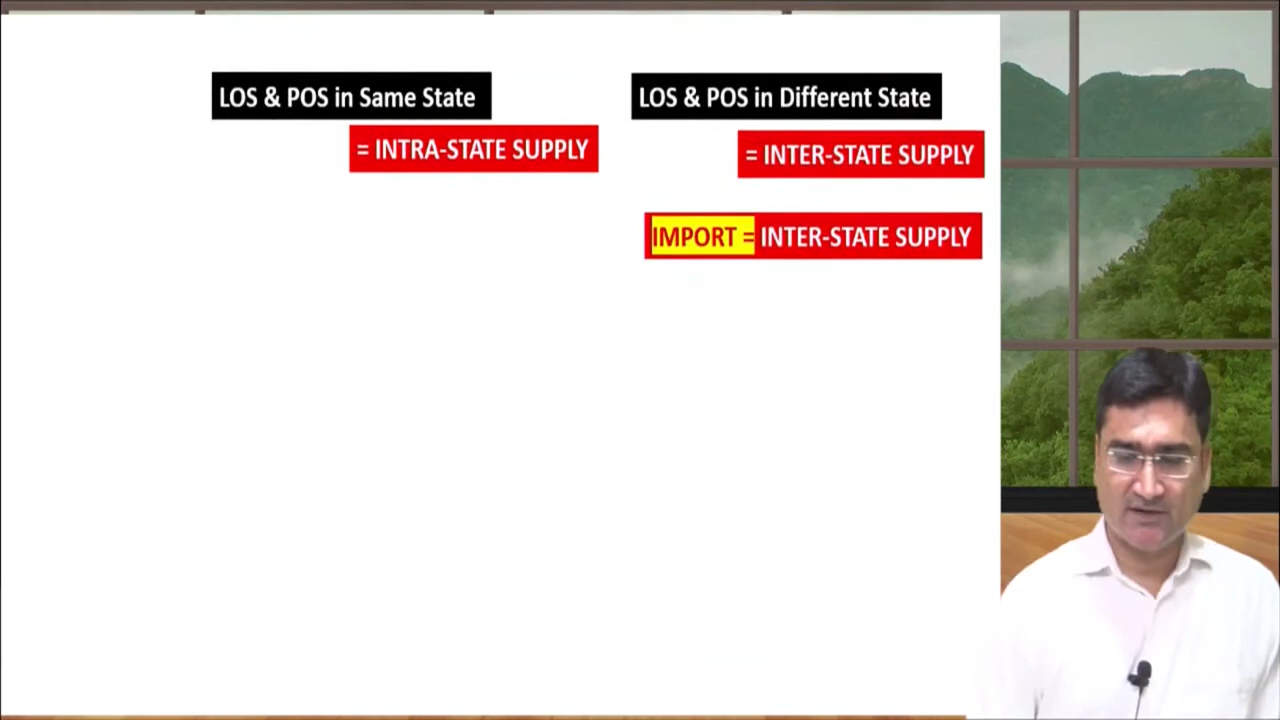 LOS & POS in Same State
= INTRA-STATE SUPPLY
LOS & POS in Different State
= INTER-STATE SUPPLY
IMPORT = INTER-STATE SUPPLY